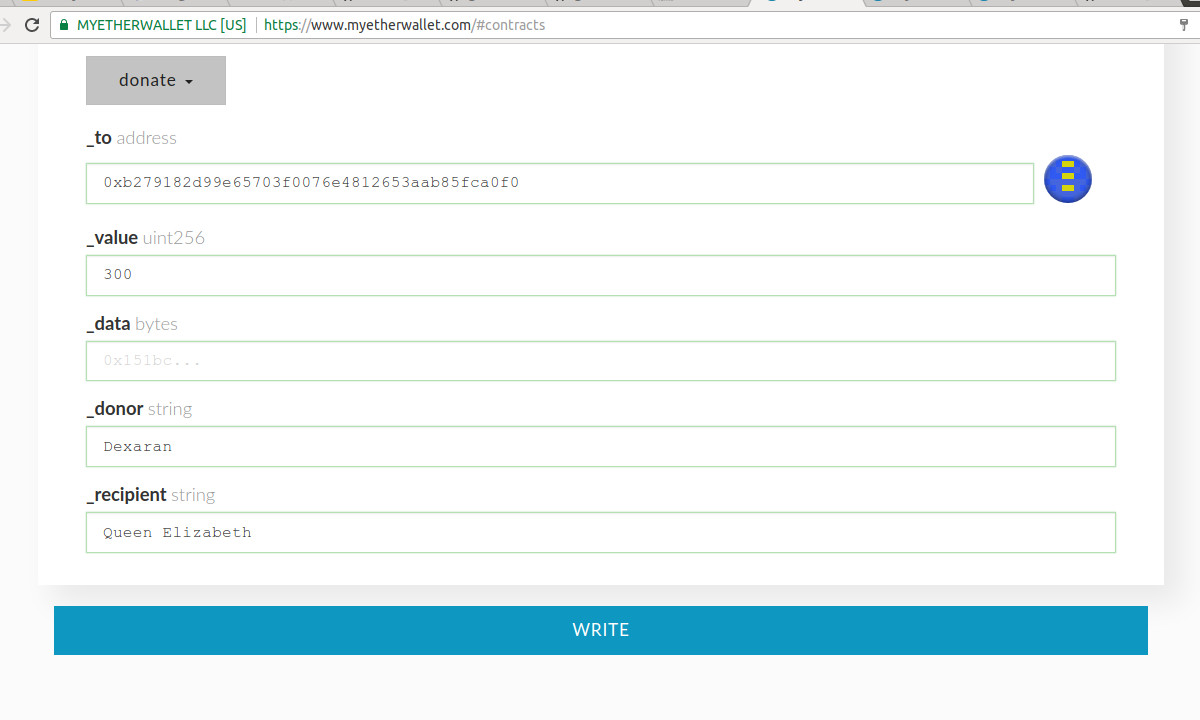 MYETHERWALLET LLC [US] https://www.myetherwallet.com/#contracts
donate
_to address
0xb279182d99e65703f0076e4812653aab85fca0f0
_value uint256
300
_data bytes
0x151bc...
_donor string
Dexaran
_recipient string
Queen Elizabeth
WRITE